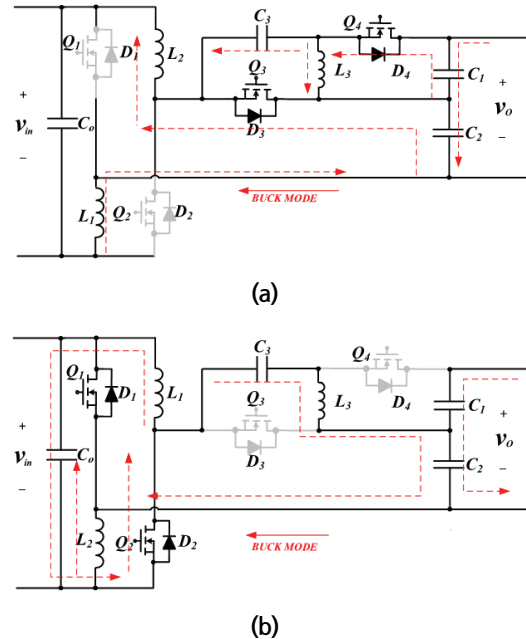 Q1
D1
L2
C3
Q4
Q3
L3
D4
C1
+
vin
−
Co
D3
C2
+
vo
−
L1
Q2
D2
BUCK MODE
(a)
Q1
D1
L1
C3
Q4
Q3
L3
D4
C1
+
vin
−
Co
D3
C2
+
vo
−
L2
Q2
D2
BUCK MODE
(b)